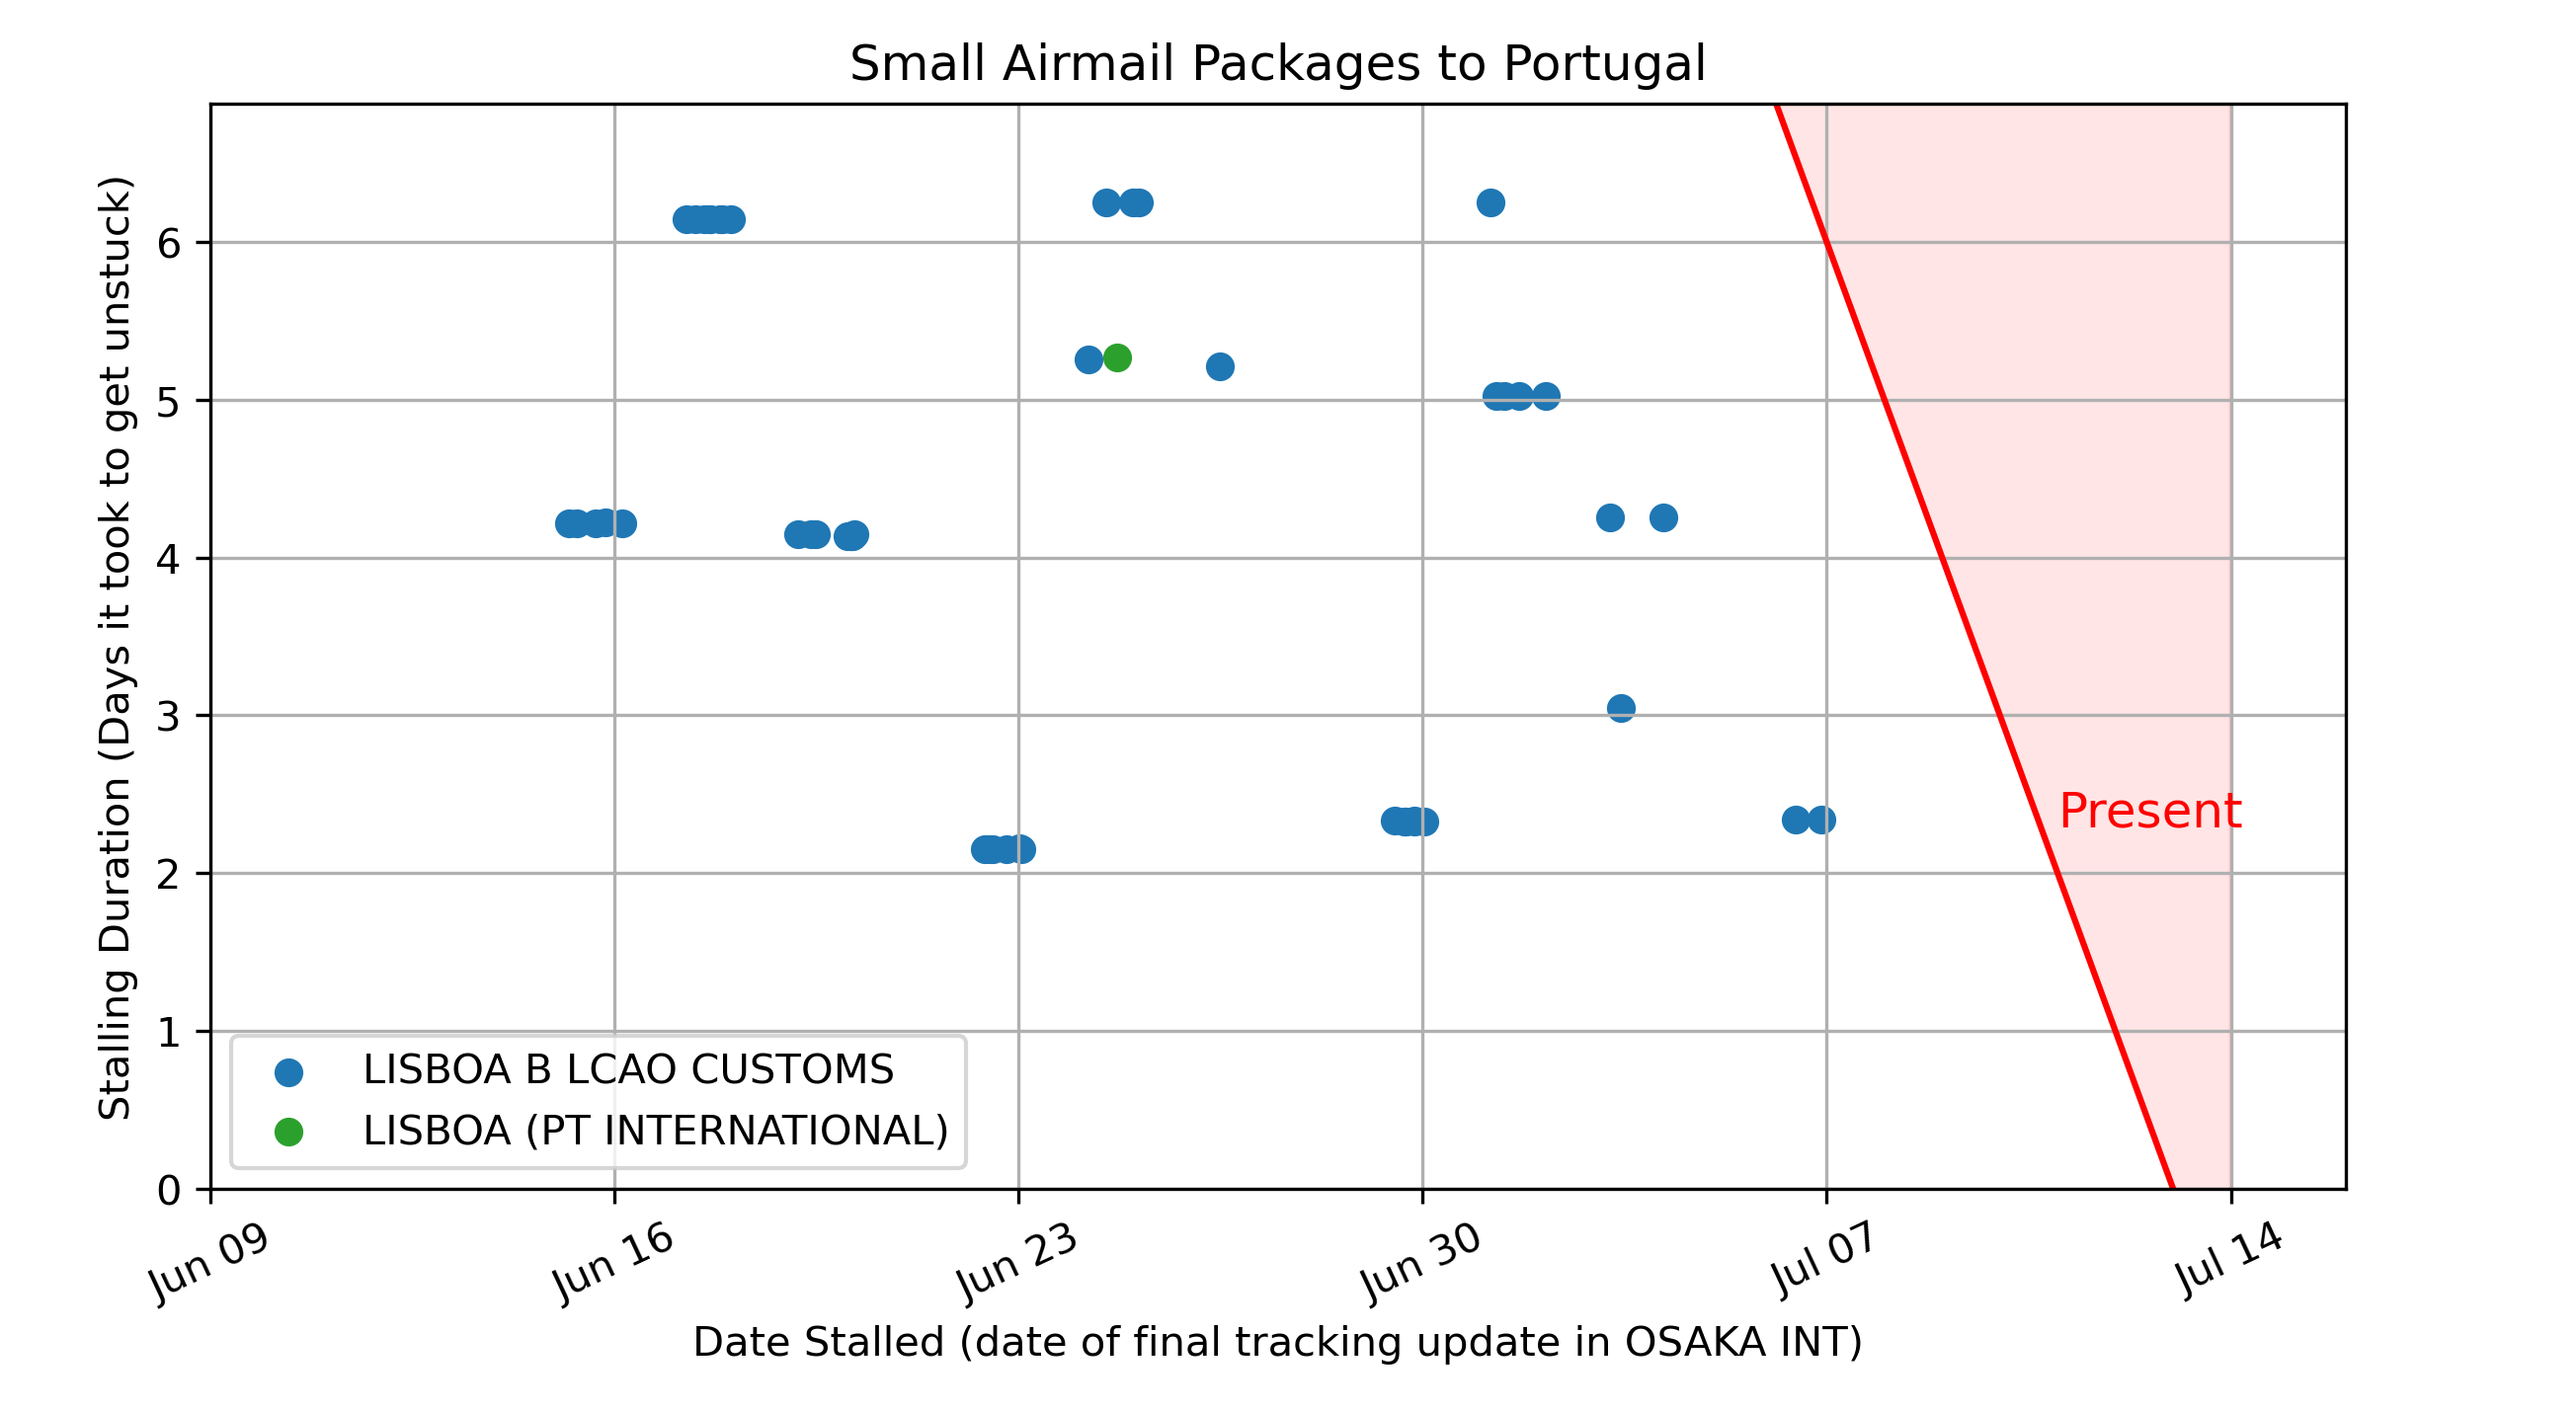 Small Airmail Packages to Portugal
Stalling Duration (Days it took to get unstuck)
6
5
4
3
2
1
0
Present
LISBOA B LCAO CUSTOMS
LISBOA (PT INTERNATIONAL)
Jun 09
Jun 16
Jun 23
Jun 30
Jul 07
Jul 14
Date Stalled (date of final tracking update in OSAKA INT)